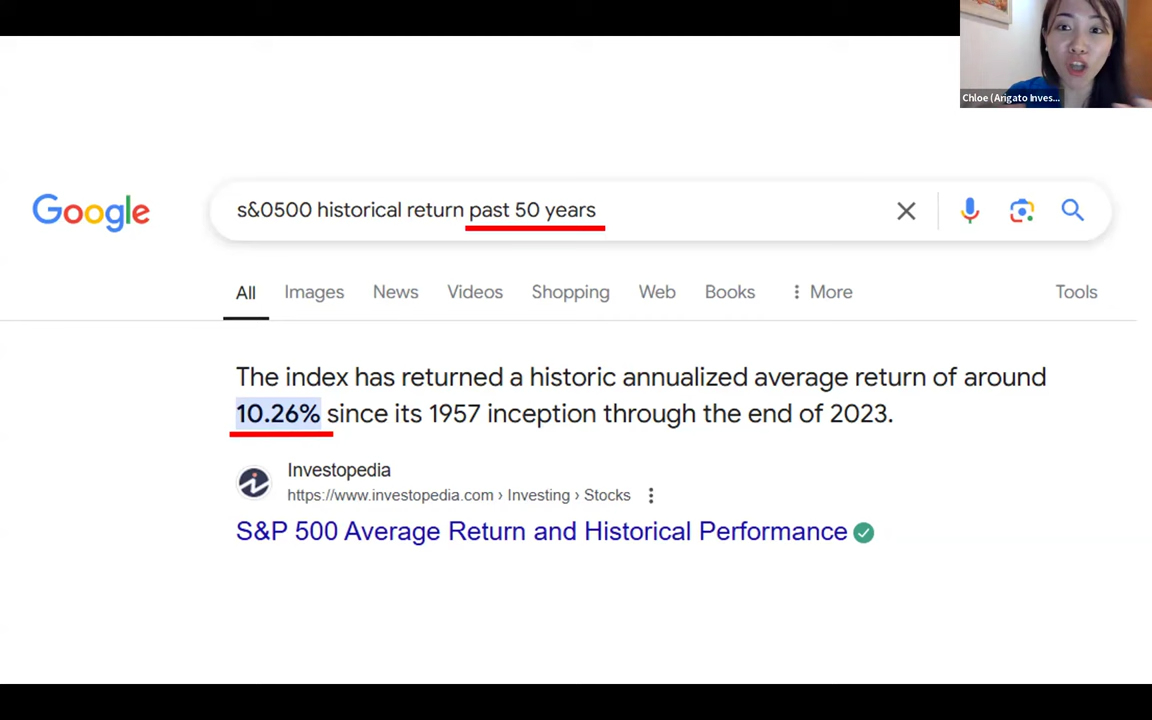 Chloe (Arigato Inves...
Google
s&0500 historical return past 50 years
All Images News Videos Shopping Web Books More Tools
The index has returned a historic annualized average return of around
10.26% since its 1957 inception through the end of 2023.
Investopedia
https://www.investopedia.com › Investing › Stocks
S&P 500 Average Return and Historical Performance